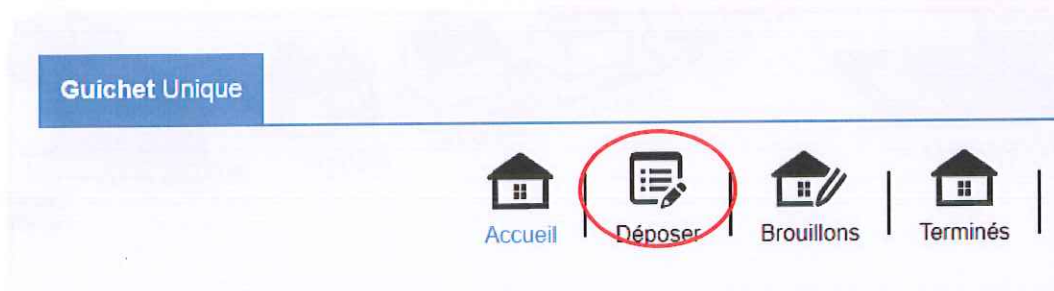 Guichet Unique
Accueil
Déposer
Brouillons
Terminés